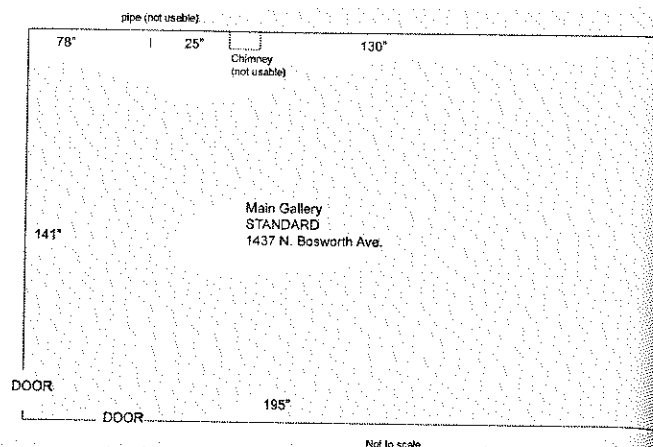 pipe (not usable)
78" 25" 130"
Chimney
(not usable)
Main Gallery
STANDARD
1437 N. Bosworth Ave.
141"
DOOR
195"
DOOR
Not to scale